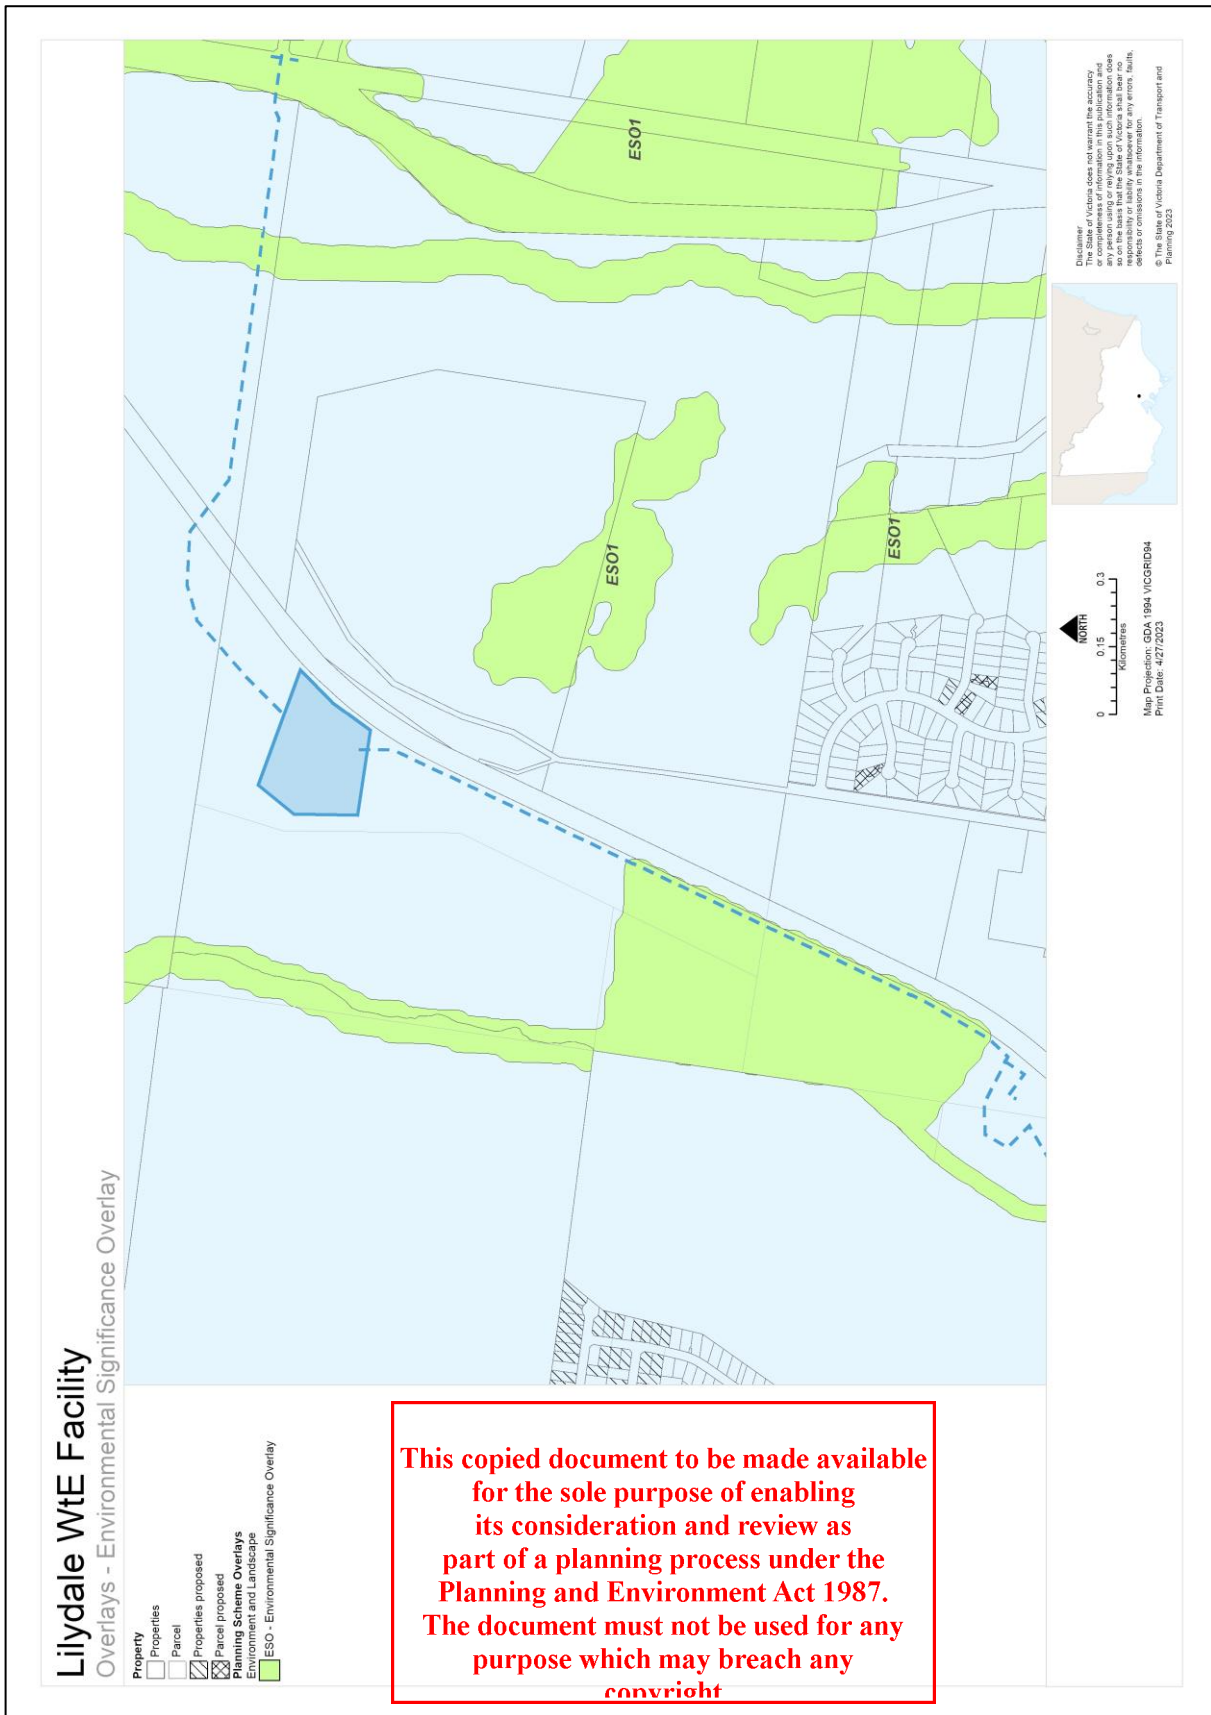 Lilydale WtE Facility
Overlays - Environmental Significance Overlay
Property
Properties
Parcel
Properties proposed
Parcel proposed
Planning Scheme Overlays
Environment and Landscape
ESO - Environmental Significance Overlay
ESO1
ESO1
ESO1
0
0.15
0.3
Kilometres
NORTH
Map Projection: GDA 1994 VICGRID94
Print Date: 4/27/2023
Disclaimer
The State of Victoria does not warrant the accuracy
or completeness of information in this publication and
any person using or relying upon such information does
so on the basis that the State of Victoria shall bear no
responsibility or liability whatsoever for any errors, faults,
defects or omissions in the information.
© The State of Victoria Department of Transport and
Planning 2023
This copied document to be made available
for the sole purpose of enabling
its consideration and review as
part of a planning process under the
Planning and Environment Act 1987.
The document must not be used for any
purpose which may breach any
copyright